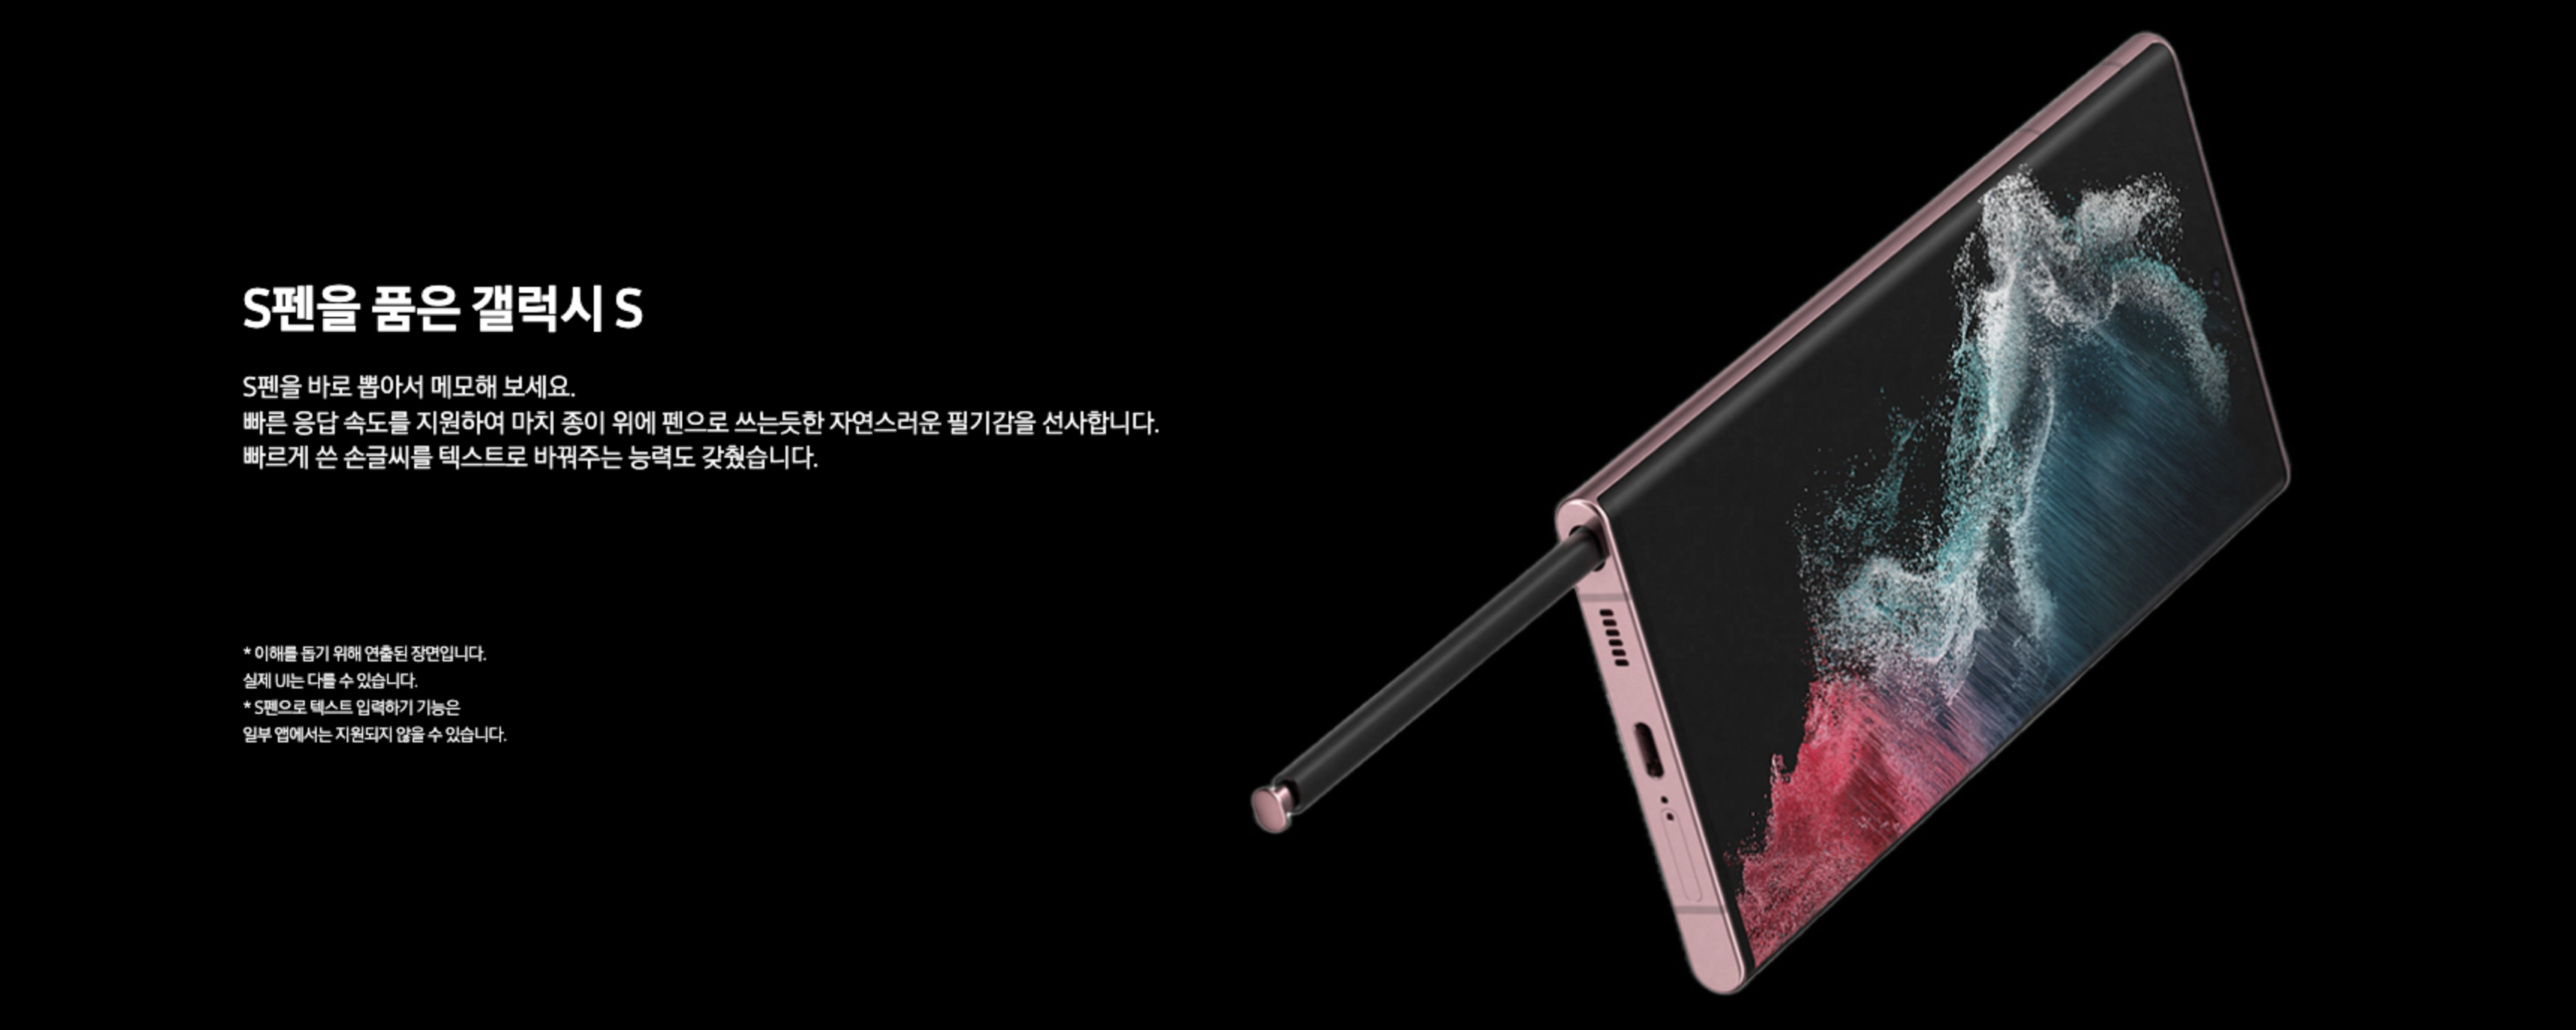 S펜을 품은 갤럭시 S
S펜을 바로 뽑아서 메모해 보세요.
빠른 응답 속도를 지원하여 마치 종이 위에 펜으로 쓰는듯한 자연스러운 필기감을 선사합니다.
빠르게 쓴 손글씨를 텍스트로 바꿔주는 능력도 갖췄습니다.
* 이해를 돕기 위해 연출된 장면입니다.
실제 UI는 다를 수 있습니다.
* S펜으로 텍스트 입력하기 기능은
일부 앱에서는 지원되지 않을 수 있습니다.